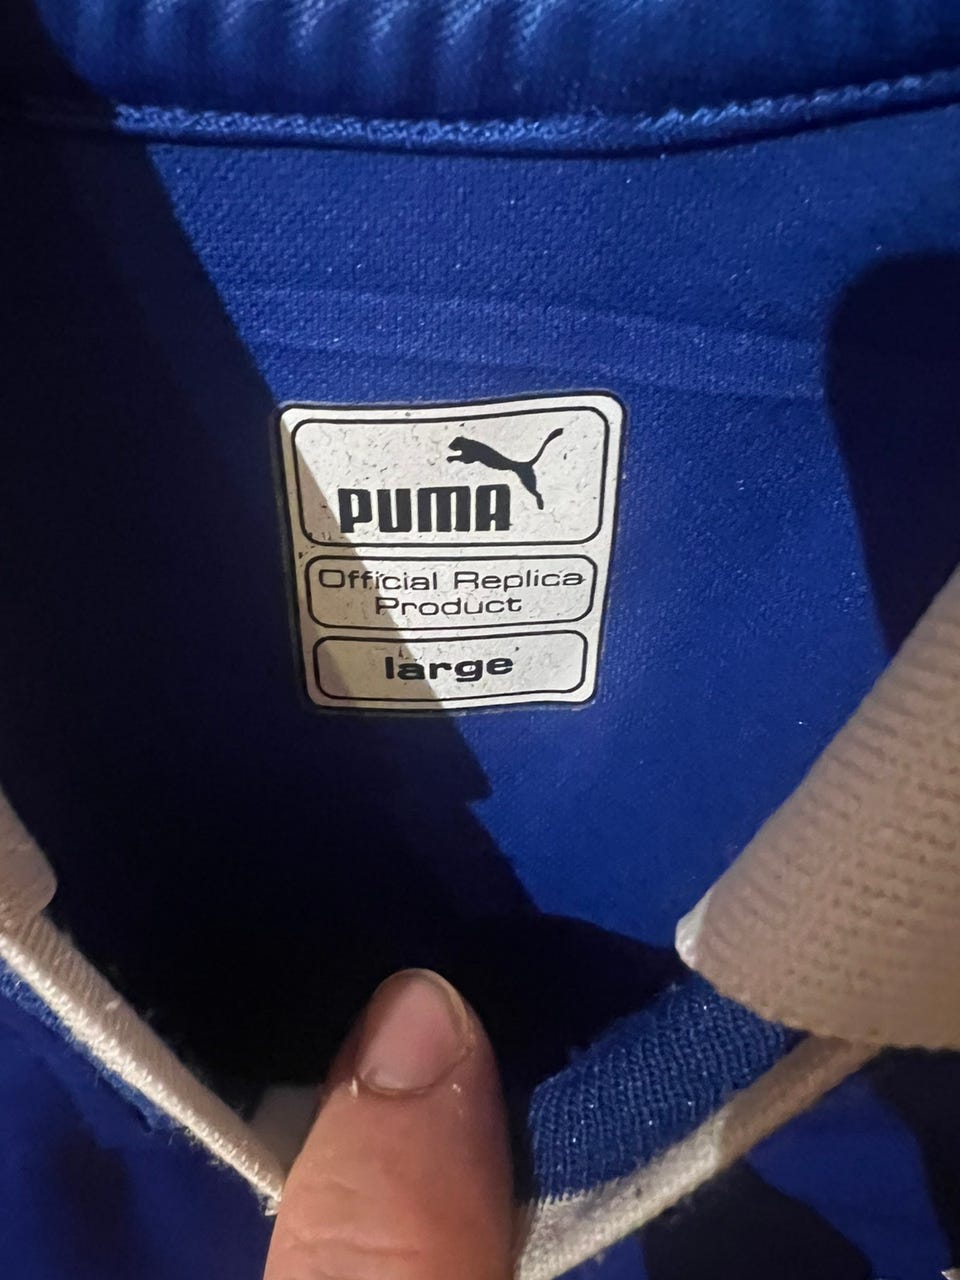 PUMA
Official Replica
Product
large